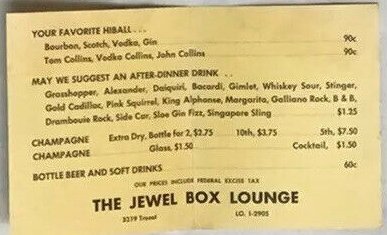 YOUR FAVORITE HIBALL...
Bourbon, Scotch, Vodka, Gin 90c
Tom Collins, Vodka Collins, John Collins 90c
MAY WE SUGGEST AN AFTER-DINNER DRINK...
Grasshopper, Alexander, Daiquiri, Bacardi, Gimlet, Whiskey Sour, Stinger,
Gold Cadillac, Pink Squirrel, King Alphonse, Margarita, Galliano Rock, B & B,
Drambouie Rock, Side Car, Sloe Gin Fizz, Singapore Sling $1.25
CHAMPAGNE Extra Dry, Bottle for 2, $2.75 10th, $3.75 5th, $7.50
CHAMPAGNE Glass, $1.50 Cocktail, $1.50
BOTTLE BEER AND SOFT DRINKS 60c
OUR PRICES INCLUDE FEDERAL EXCISE TAX
THE JEWEL BOX LOUNGE
3219 Troost LO. 1-2905